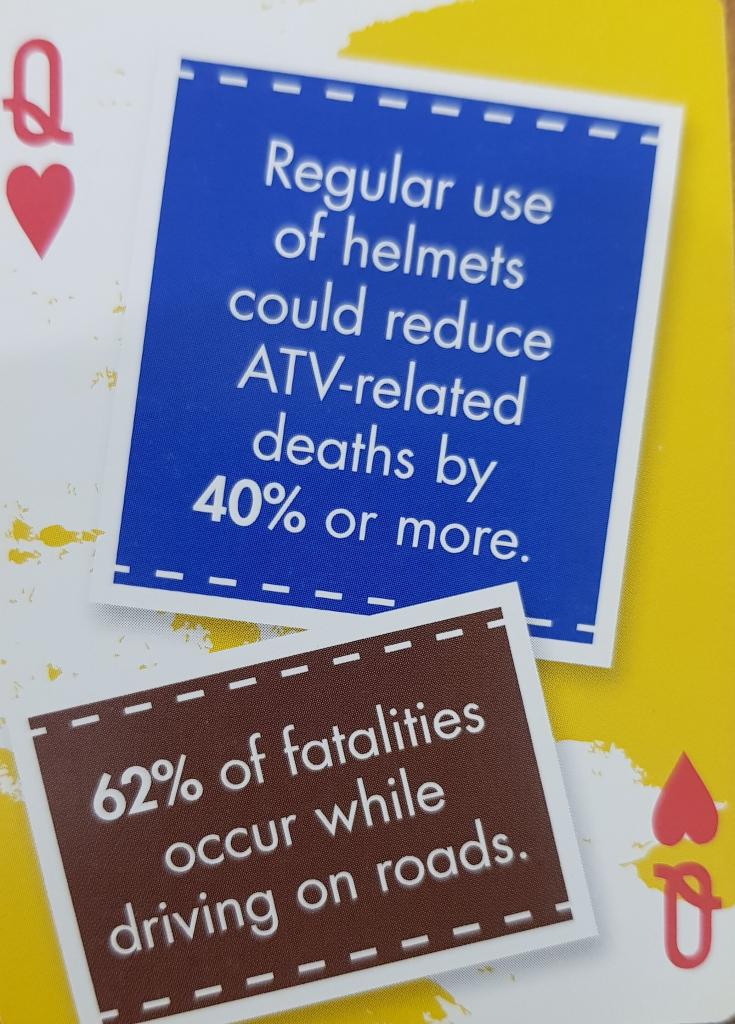 Q
Regular use
of helmets
could reduce
ATV-related
deaths by
40% or more.
62% of fatalities
occur while
driving on roads.
Q